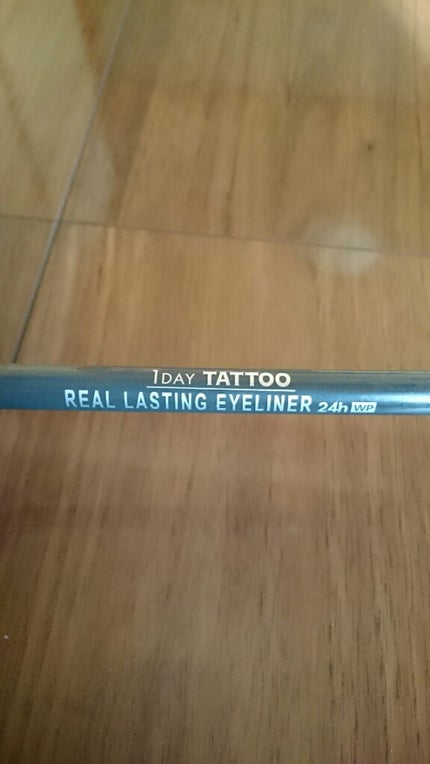 1DAY TATTOO
REAL LASTING EYELINER 24h WP